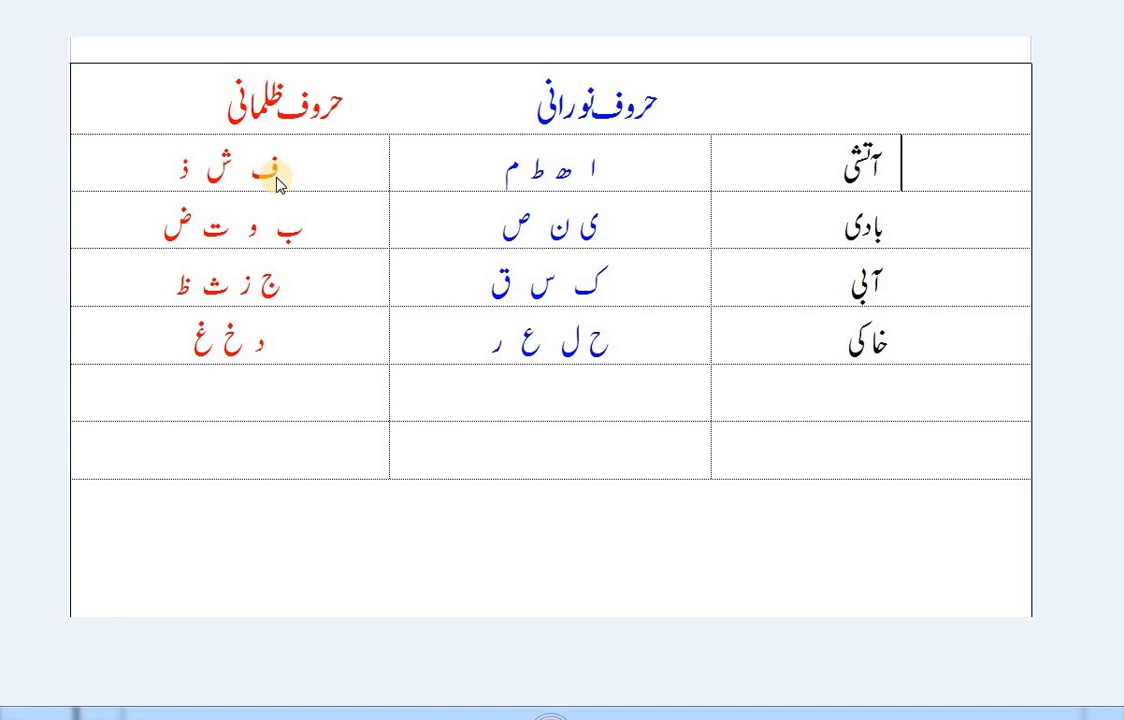 حروف نورانی حروف ظلمانی
آتشی ا ھ ط م ف ش ذ
بادی ی ن ص ب و ت ض
آبی ک س ق ج ز ث ظ
خاکی ح ل ع ر د خ غ